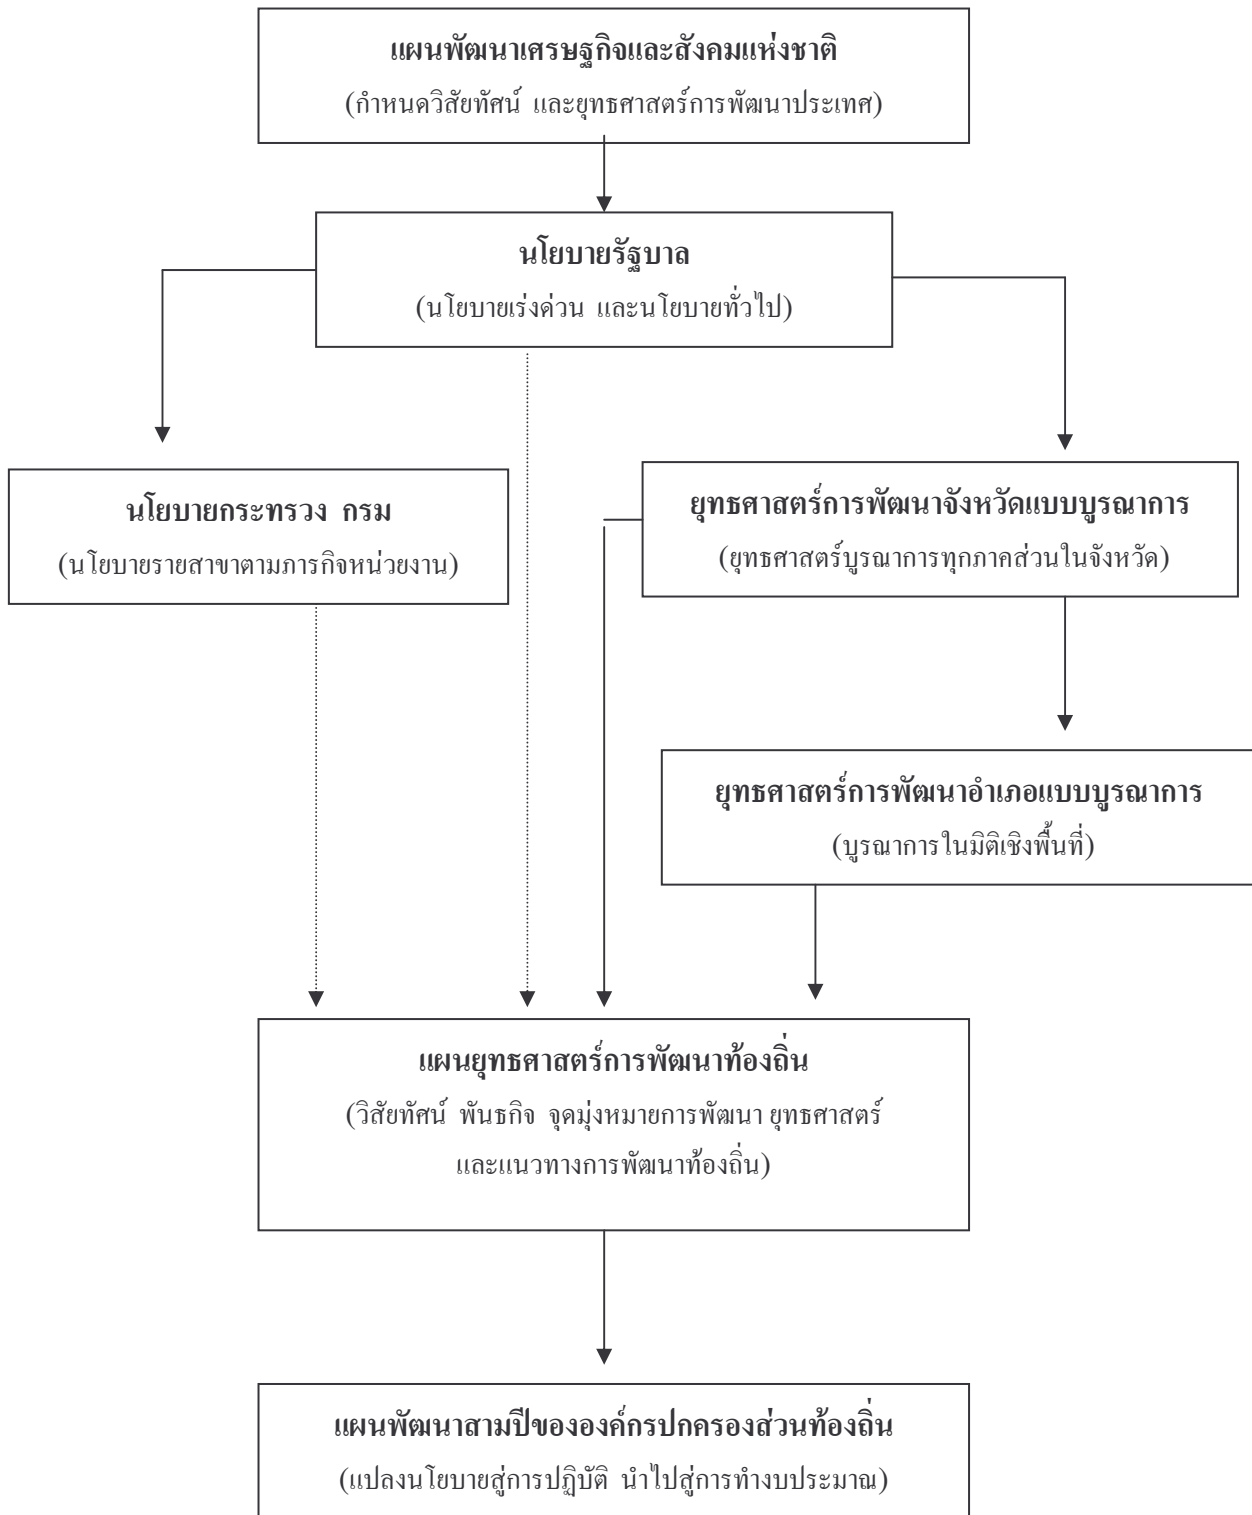 แผนพัฒนาเศรษฐกิจและสังคมแห่งชาติ
(กำหนดวิสัยทัศน์ และยุทธศาสตร์การพัฒนาประเทศ)
นโยบายรัฐบาล
(นโยบายเร่งด่วน และนโยบายทั่วไป)
นโยบายกระทรวง กรม
(นโยบายรายสาขาตามภารกิจหน่วยงาน)
ยุทธศาสตร์การพัฒนาจังหวัดแบบบูรณาการ
(ยุทธศาสตร์บูรณาการทุกภาคส่วนในจังหวัด)
ยุทธศาสตร์การพัฒนาอำเภอแบบบูรณาการ
(บูรณาการในมิติเชิงพื้นที่)
แผนยุทธศาสตร์การพัฒนาท้องถิ่น
(วิสัยทัศน์ พันธกิจ จุดมุ่งหมายการพัฒนา ยุทธศาสตร์
และแนวทางการพัฒนาท้องถิ่น)
แผนพัฒนาสามปีขององค์กรปกครองส่วนท้องถิ่น
(แปลงนโยบายสู่การปฏิบัติ นำไปสู่การทำงบประมาณ)